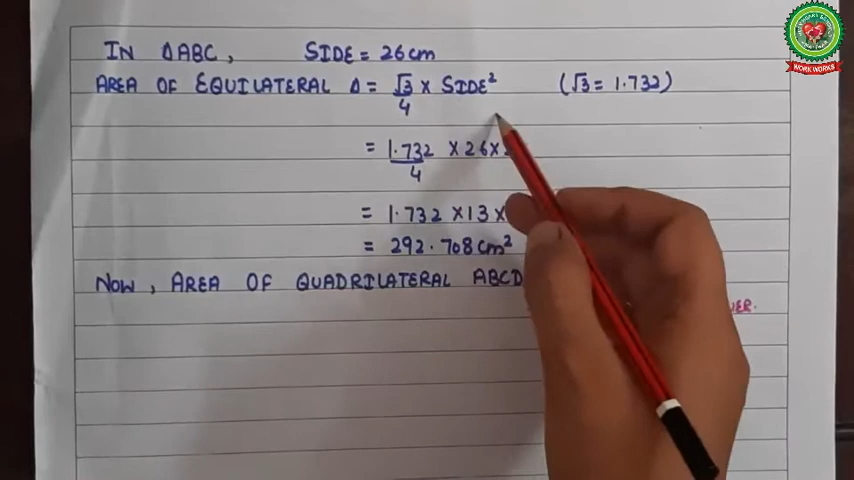 IN ΔABC, SIDE = 26cm
AREA OF EQUILATERAL Δ = √3/4 × SIDE² (√3 = 1.732)
= 1.732/4 × 26 ×
= 1.732 × 13 ×
= 292.708 cm²
NOW, AREA OF QUADRILATERAL ABCD
WORK WORKS